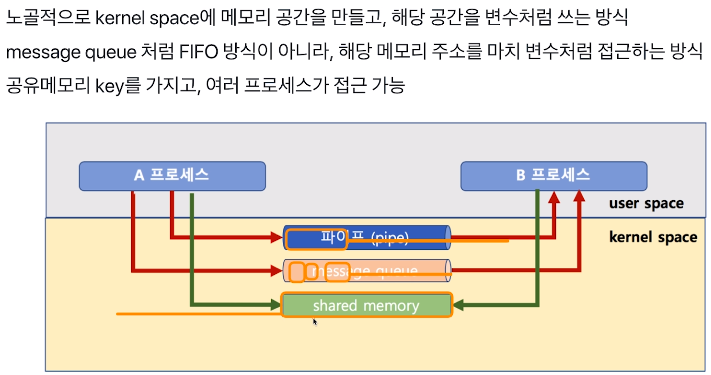 노골적으로 kernel space에 메모리 공간을 만들고, 해당 공간을 변수처럼 쓰는 방식
message queue 처럼 FIFO 방식이 아니라, 해당 메모리 주소를 마치 변수처럼 접근하는 방식
공유메모리 key를 가지고, 여러 프로세스가 접근 가능
A 프로세스
B 프로세스
user space
파이프 (pipe)
kernel space
message queue
shared memory